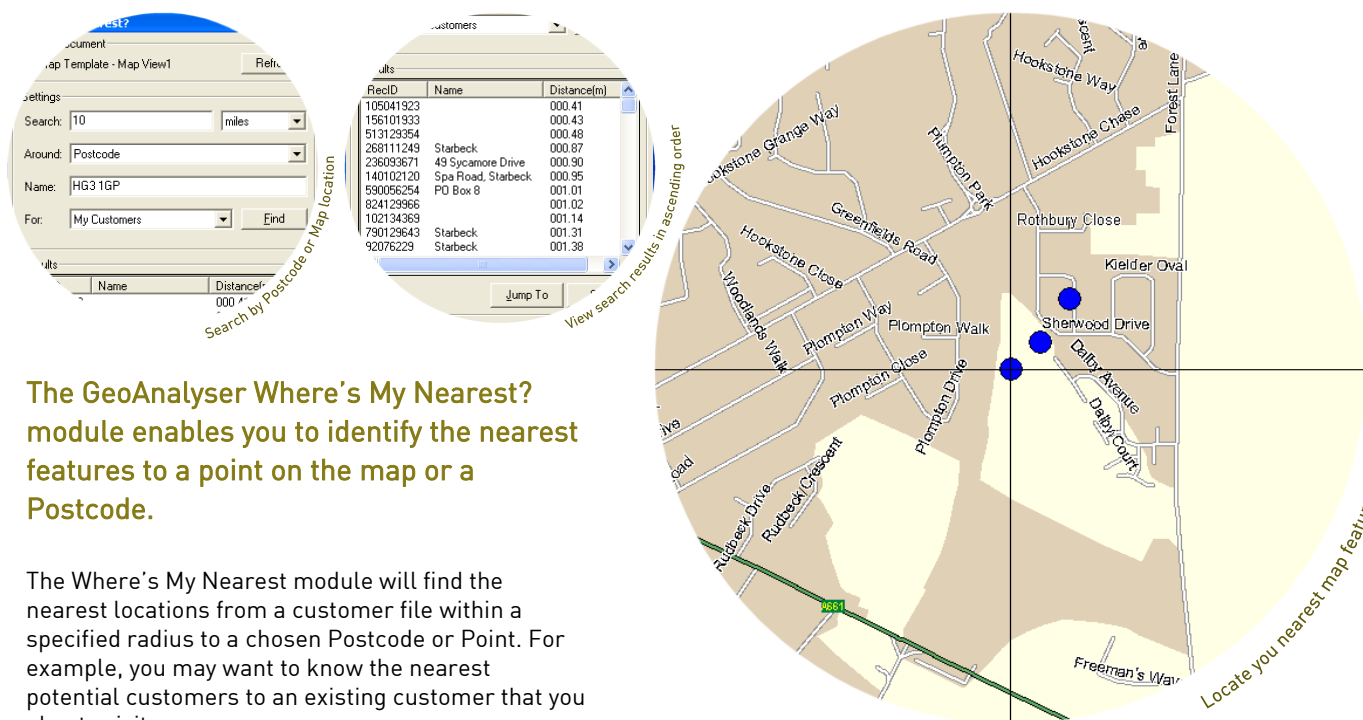 Map Template - Map View1
Settings
Search: 10 miles
Around: Postcode
Name: HG3 1GP
For: My Customers Find
Name
Search by Postcode or Map location
RecID Name Distance(m)
105041923 000.41
156101933 000.43
513129354 000.48
268111249 Starbeck 000.87
236093671 49 Sycamore Drive 000.90
140102120 Spa Road, Starbeck 000.95
590056254 PO Box 8 001.01
824129966 001.02
102134369 001.14
790129643 Starbeck 001.31
92076229 Starbeck 001.38
Jump To
View search results in ascending order
The GeoAnalyser Where's My Nearest?
module enables you to identify the nearest
features to a point on the map or a
Postcode.
The Where's My Nearest module will find the
nearest locations from a customer file within a
specified radius to a chosen Postcode or Point. For
example, you may want to know the nearest
potential customers to an existing customer that you
Hookstone Way
Forest Lane
Hookstone Chase
Grange Way
Plumpton Park
Rothbury Close
Greenfields Road
Hookstone Close
Kielder Oval
Woodlands Walk
Plompton Way
Plompton Walk
Sherwood Drive
Plompton Close
Plompton Drive
Dalby Avenue
Dalby Court
Rudbeck Drive
Rudbeck Crescent
A661
Freeman's Way
Locate you nearest map